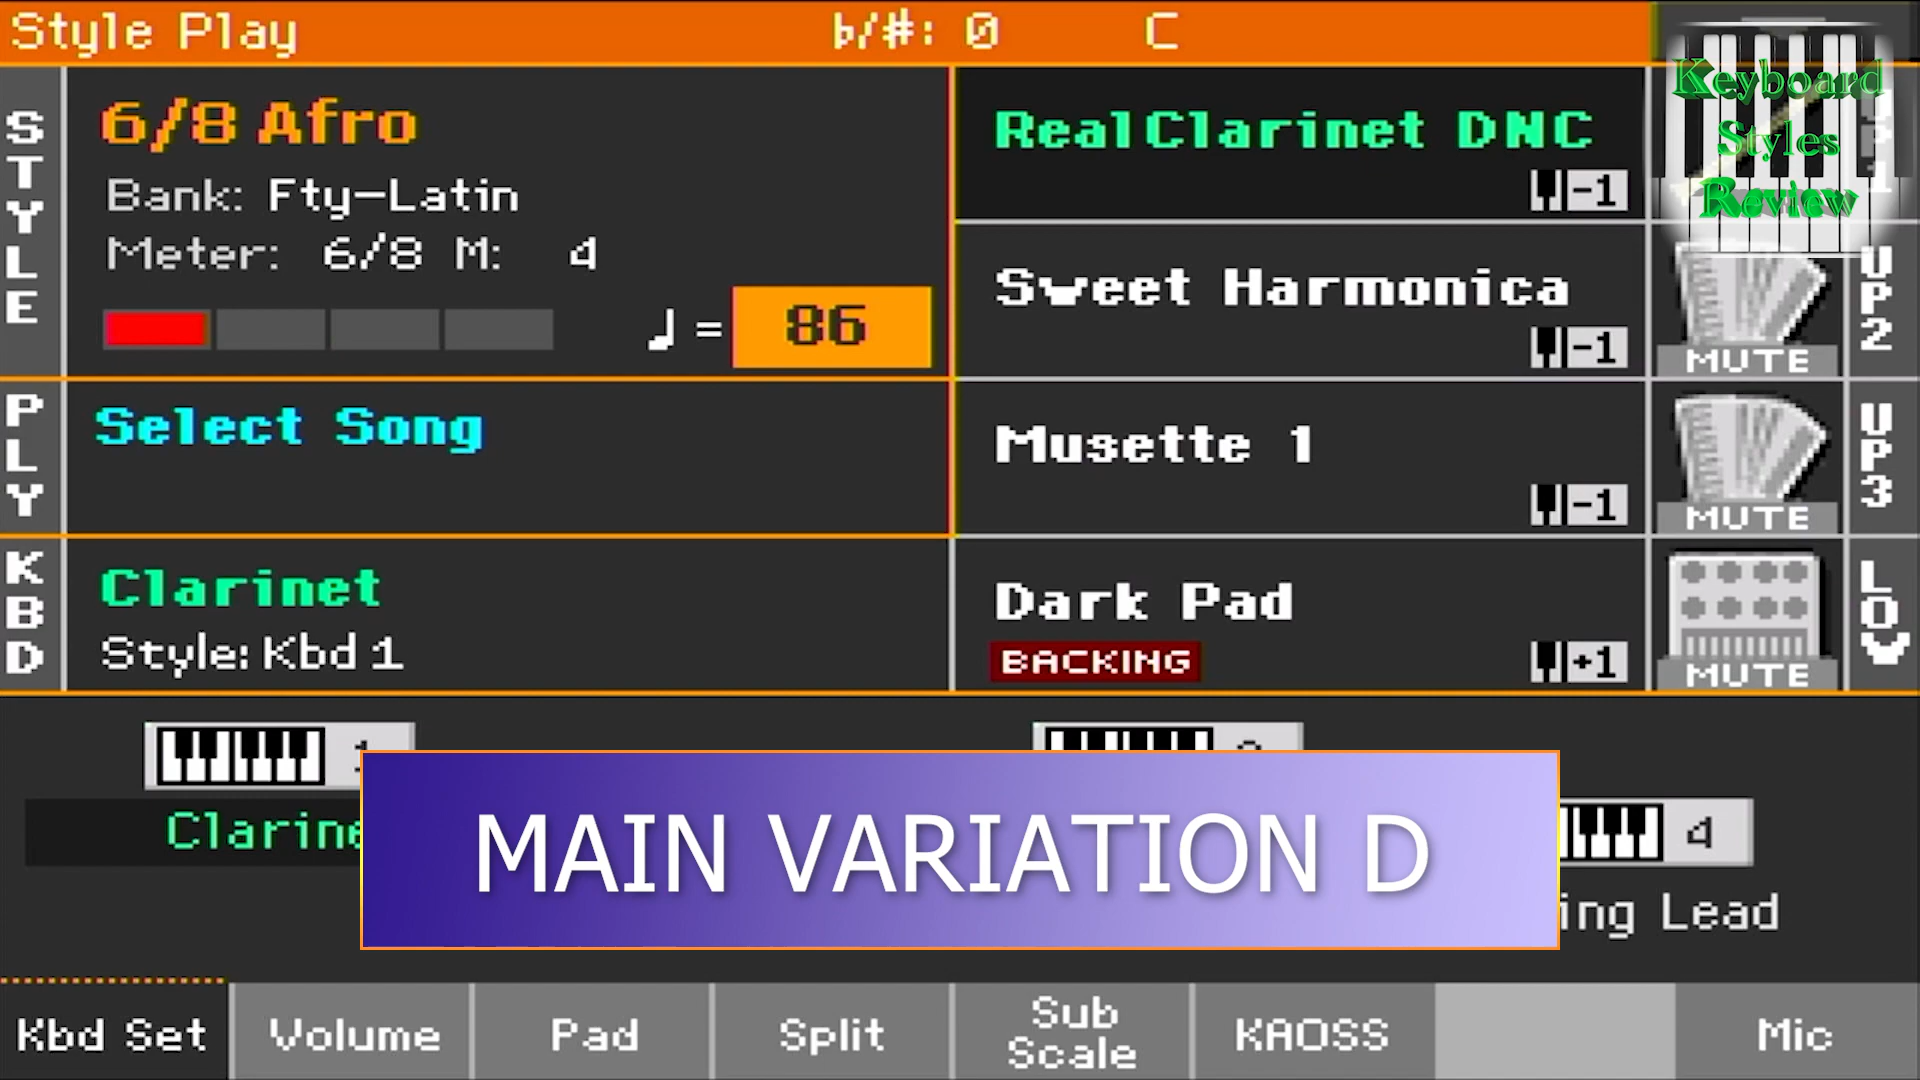 Style Play ♭/#: 0 C
STYLE
6/8 Afro
Bank: Fty-Latin
Meter: 6/8 M: 4
♩ = 86
PLY
Select Song
KBD
Clarinet
Style: Kbd 1
RealClarinet DNC
-1
Sweet Harmonica
-1
MUTE
UP2
Musette 1
-1
MUTE
UP3
Dark Pad
BACKING
+1
MUTE
LOW
Keyboard
Styles
Review
MAIN VARIATION D
4
Lead
Kbd Set
Volume
Pad
Split
Sub
Scale
KAOSS
Mic